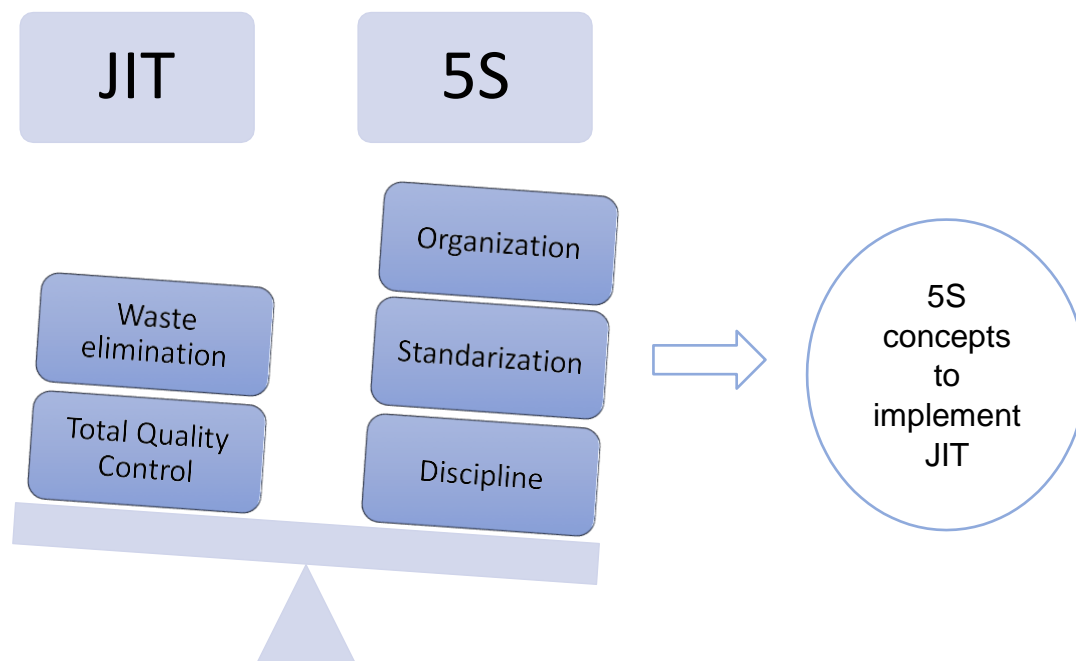 JIT
5S
Organization
Standarization
Discipline
Waste
elimination
Total Quality
Control
5S
concepts
to
implement
JIT